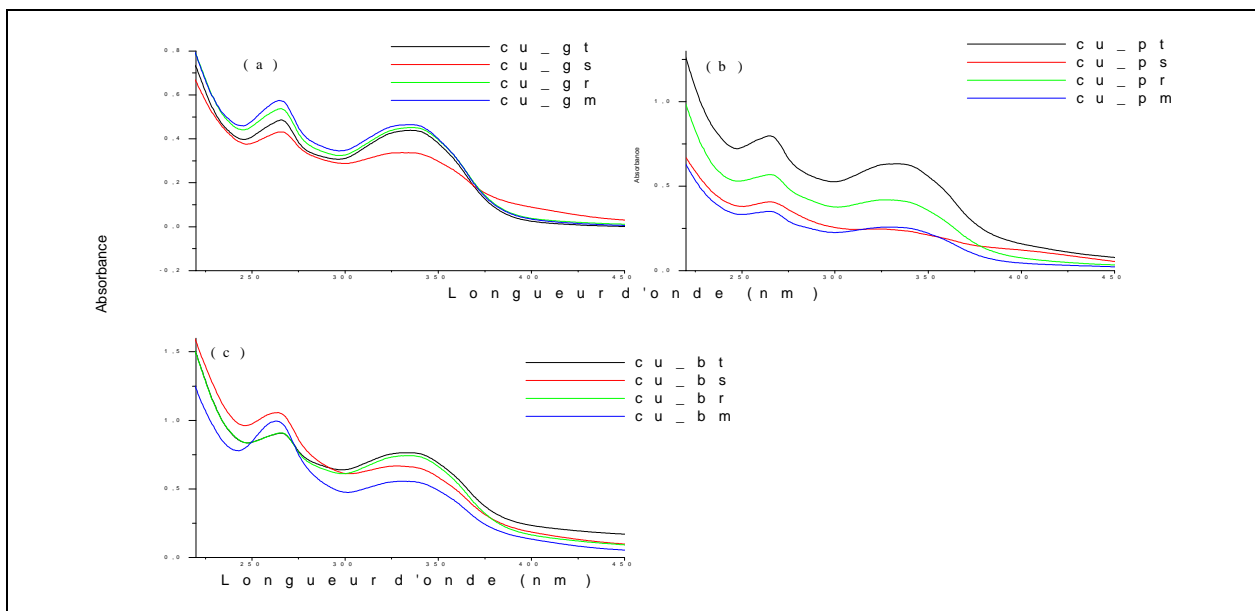 (a)
cu_gt
cu_gs
cu_gr
cu_gm
0,8
0,6
0,4
0,2
0,0
-0,2
250 300 350 400 450
(b)
cu_pt
cu_ps
cu_pr
cu_pm
1,0
0,5
0,0
Absorbance
250 300 350 400 450
Absorbance
Longueur d'onde (nm)
(c)
cu_bt
cu_bs
cu_br
cu_bm
1,5
1,0
0,5
0,0
250 300 350 400 450
Longueur d'onde (nm)